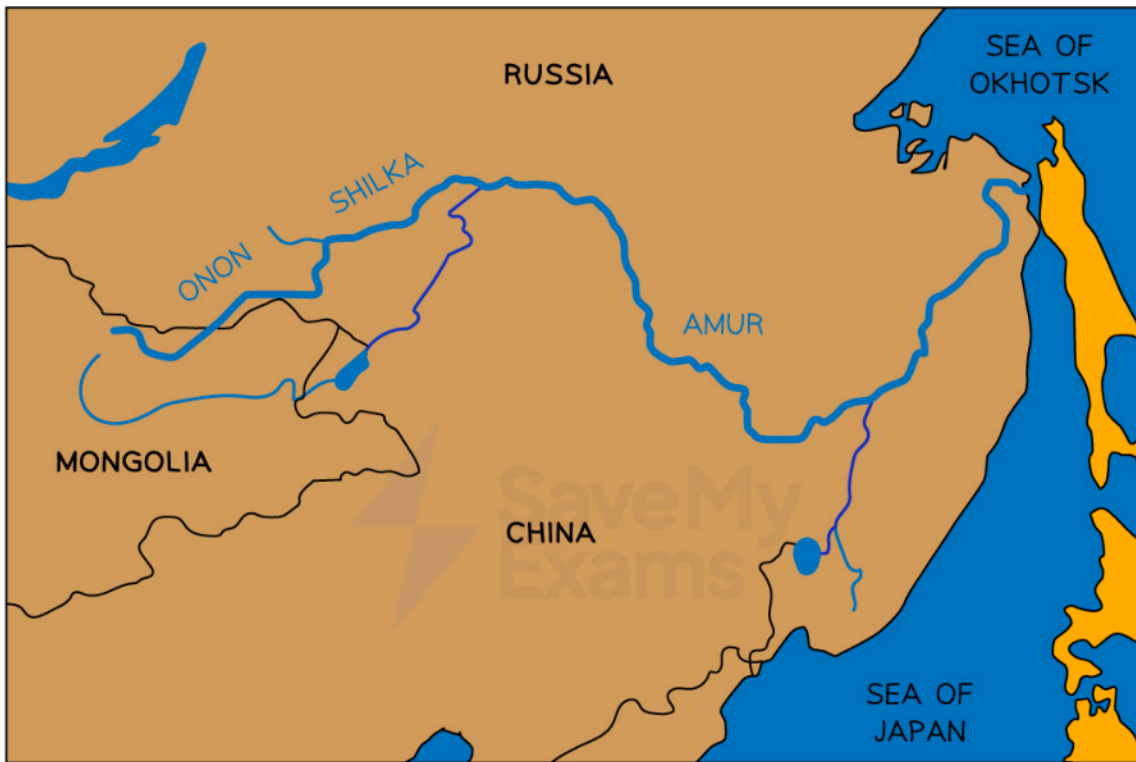 SEA OF
OKHOTSK
RUSSIA
SHILKA
ONON
AMUR
MONGOLIA
SaveMy
Exams
CHINA
SEA OF
JAPAN